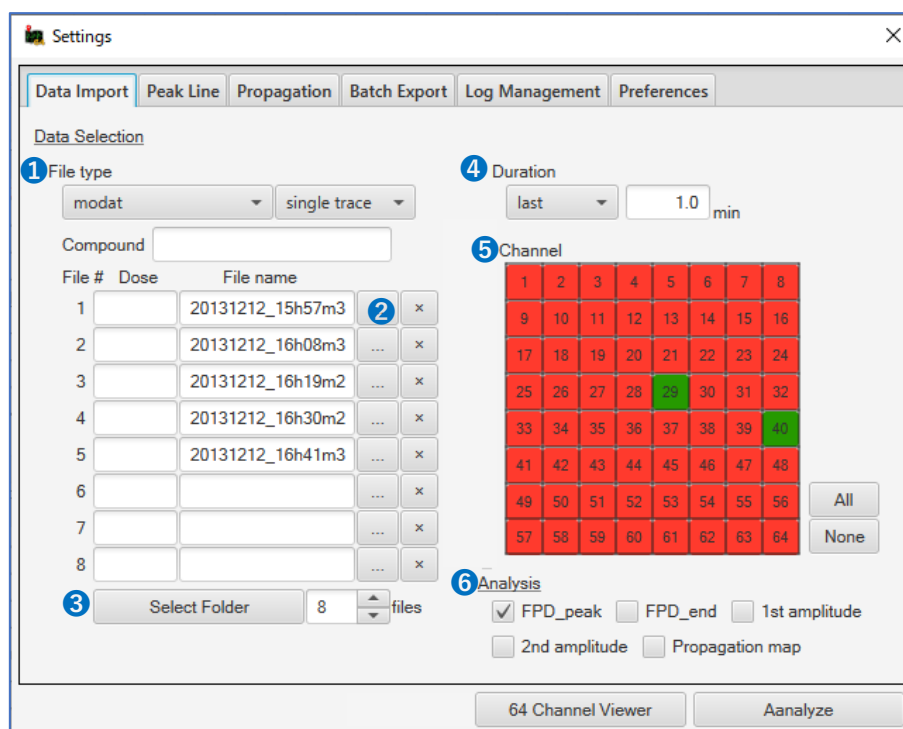 Settings
Data Import Peak Line Propagation Batch Export Log Management Preferences
Data Selection
1 File type
modat single trace
Compound
File # Dose File name
1 20131212_15h57m3 2 ×
2 20131212_16h08m3 ... ×
3 20131212_16h19m2 ... ×
4 20131212_16h30m2 ... ×
5 20131212_16h41m3 ... ×
6 ... ×
7 ... ×
8 ... ×
3 Select Folder 8 files
4 Duration
last 1.0 min
5 Channel
1 2 3 4 5 6 7 8
9 10 11 12 13 14 15 16
17 18 19 20 21 22 23 24
25 26 27 28 29 30 31 32
33 34 35 36 37 38 39 40
41 42 43 44 45 46 47 48
49 50 51 52 53 54 55 56
57 58 59 60 61 62 63 64
All
None
6 Analysis
FPD_peak FPD_end 1st amplitude
2nd amplitude Propagation map
64 Channel Viewer Aanalyze